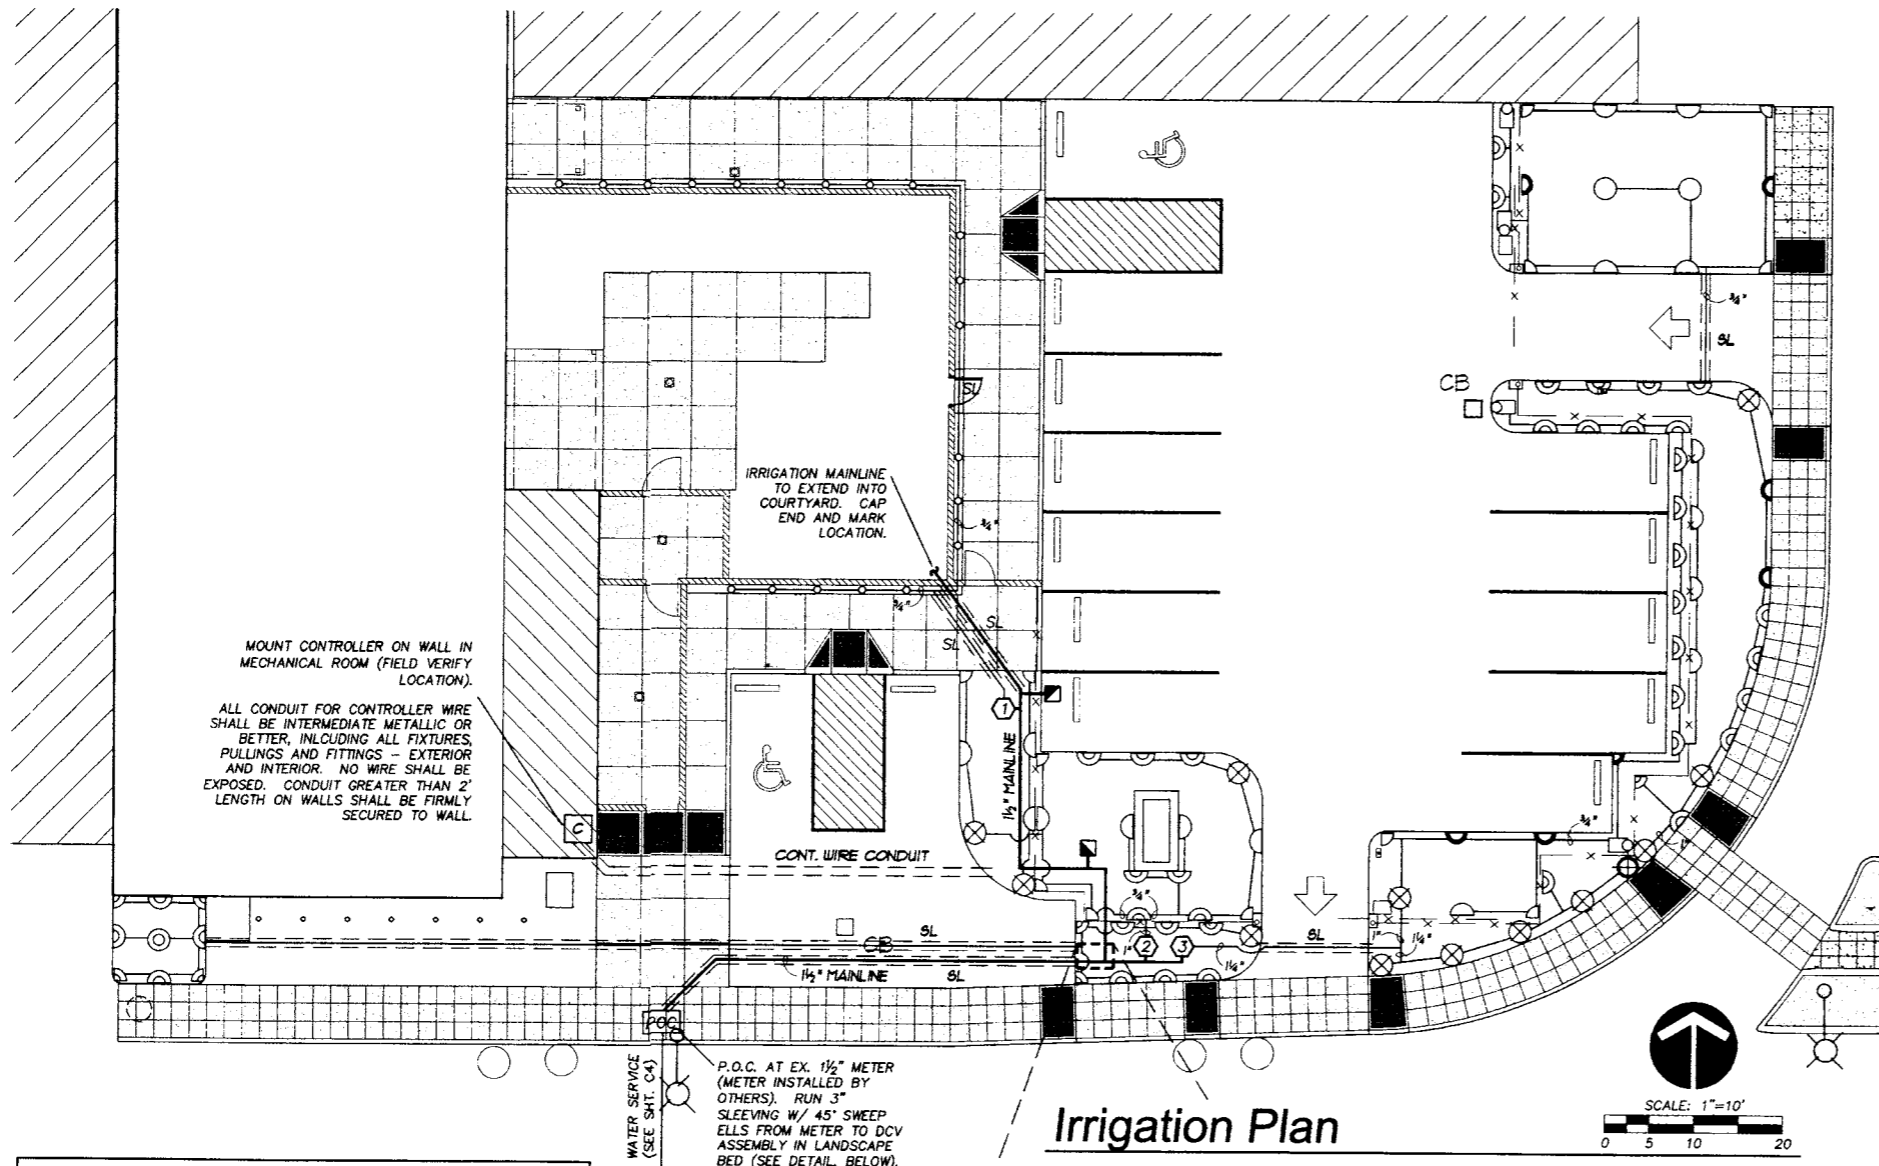 ¾"
SL
CB
SL
IRRIGATION MAINLINE
TO EXTEND INTO
COURTYARD. CAP
END AND MARK
LOCATION.
¾"
¾"
SL
SL
MOUNT CONTROLLER ON WALL IN
MECHANICAL ROOM (FIELD VERIFY
LOCATION).
ALL CONDUIT FOR CONTROLLER WIRE
SHALL BE INTERMEDIATE METALLIC OR
BETTER, INLCUDING ALL FIXTURES,
PULLINGS AND FITTINGS – EXTERIOR
AND INTERIOR. NO WIRE SHALL BE
EXPOSED. CONDUIT GREATER THAN 2'
LENGTH ON WALLS SHALL BE FIRMLY
SECURED TO WALL.
1
1½" MAINLINE
C
CONT. WIRE CONDUIT
¾"
1"
¾"
SL
CB
1"
2
3
1¼"
SL
1"
1¼"
1½" MAINLINE
SL
POC
WATER SERVICE
(SEE SHT. C4)
P.O.C. AT EX. 1½" METER
(METER INSTALLED BY
OTHERS). RUN 3"
SLEEVING W/ 45° SWEEP
ELLS FROM METER TO DCV
ASSEMBLY IN LANDSCAPE
BED (SEE DETAIL, BELOW).
Irrigation Plan
SCALE: 1"=10'
0 5 10 20